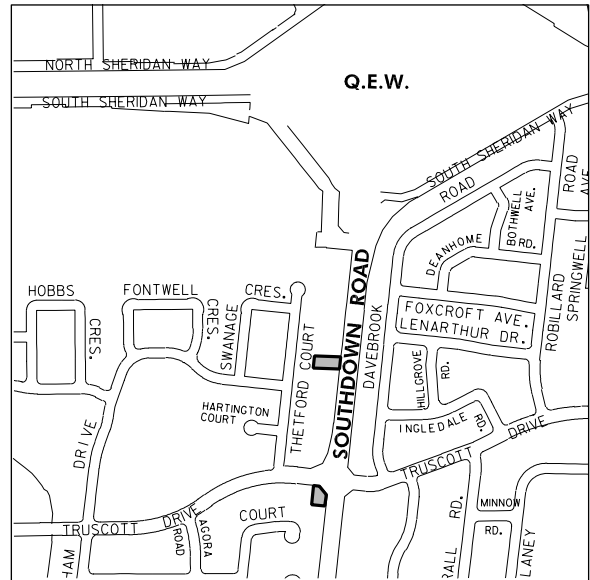 NORTH SHERIDAN WAY
Q.E.W.
SOUTH SHERIDAN WAY
SOUTH SHERIDAN WAY
ROAD
ROAD
AVE
BOTHWELL AVE.
DEANHOME
RD.
SPRINGWELL
ROBILLARD
HOBBS
CRES.
FONTWELL
CRES.
SWANAGE
CRES.
THETFORD COURT
SOUTHDOWN ROAD
DAVEBROOK
FOXCROFT AVE.
LENARTHUR DR.
HILLGROVE
RD.
HARTINGTON
COURT
INGLEDALE
RD.
DRIVE
TRUSCOTT
DRIVE
TRUSCOTT
DRIVE
ROAD
AGORA
COURT
MINNOW
RD.
RALL RD.
LANEY
HAM